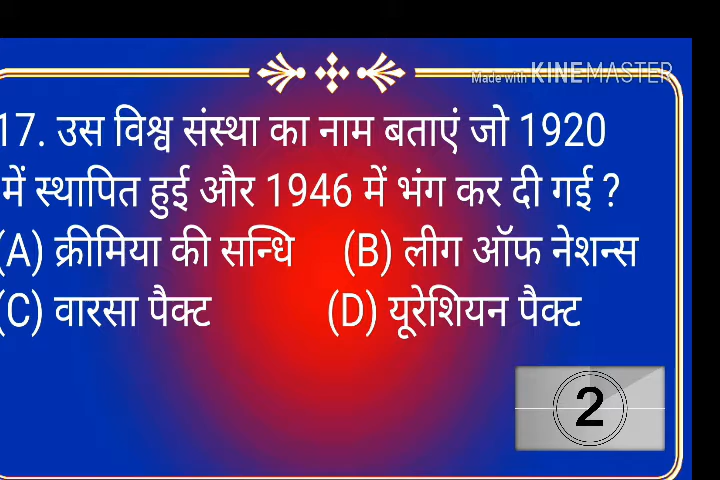 Made with KINEMASTER
17. उस विश्व संस्था का नाम बताएं जो 1920
में स्थापित हुई और 1946 में भंग कर दी गई ?
(A) क्रीमिया की सन्धि (B) लीग ऑफ नेशन्स
(C) वारसा पैक्ट (D) यूरेशियन पैक्ट
2